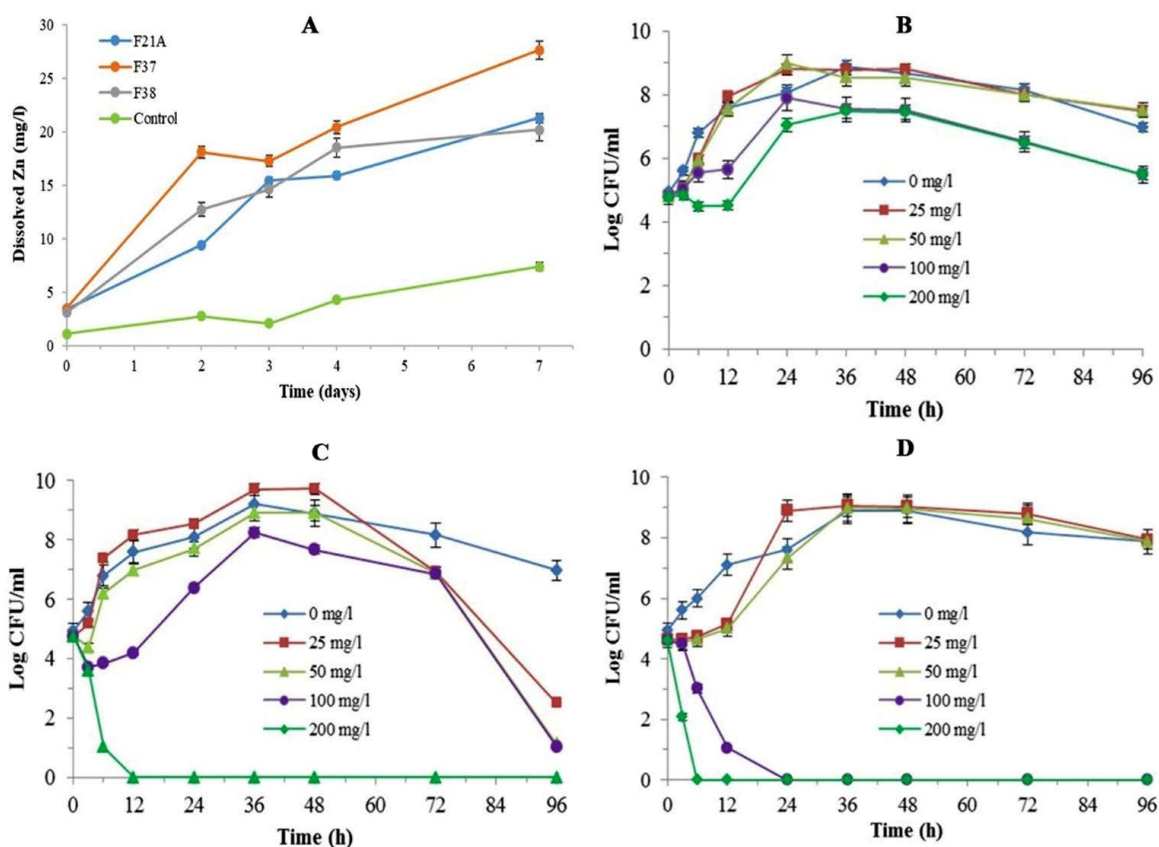 A
Dissolved Zn (mg/l)
30
25
20
15
10
5
0
F21A
F37
F38
Control
0 1 2 3 4 5 6 7
Time (days)
B
Log CFU/ml
10
8
6
4
2
0
0 mg/l
25 mg/l
50 mg/l
100 mg/l
200 mg/l
0 12 24 36 48 60 72 84 96
Time (h)
C
Log CFU/ml
10
8
6
4
2
0
0 mg/l
25 mg/l
50 mg/l
100 mg/l
200 mg/l
0 12 24 36 48 60 72 84 96
Time (h)
D
Log CFU/ml
10
8
6
4
2
0
0 mg/l
25 mg/l
50 mg/l
100 mg/l
200 mg/l
0 12 24 36 48 60 72 84 96
Time (h)